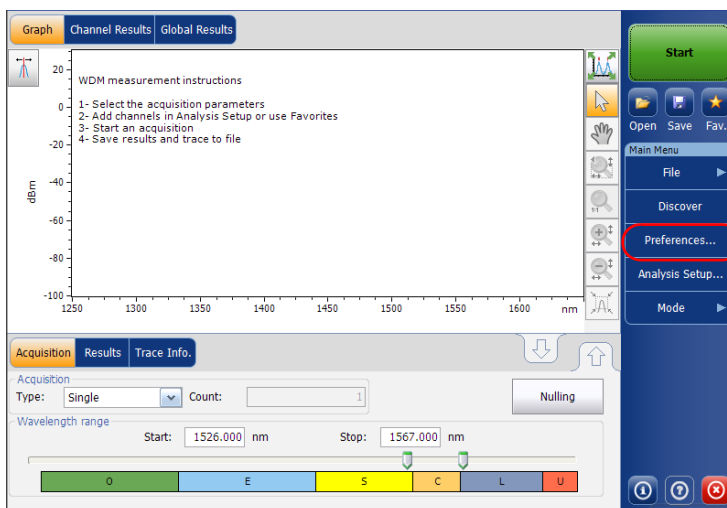 Graph Channel Results Global Results
Start
20
0
-20
-40
-60
-80
-100
dBm
WDM measurement instructions
1- Select the acquisition parameters
2- Add channels in Analysis Setup or use Favorites
3- Start an acquisition
4- Save results and trace to file
1250 1300 1350 1400 1450 1500 1550 1600 nm
1:1
Open Save Fav.
Main Menu
File
Discover
Preferences...
Analysis Setup...
Mode
Acquisition Results Trace Info.
Acquisition
Type: Single Count: 1
Nulling
Wavelength range
Start: 1526.000 nm Stop: 1567.000 nm
O E S C L U